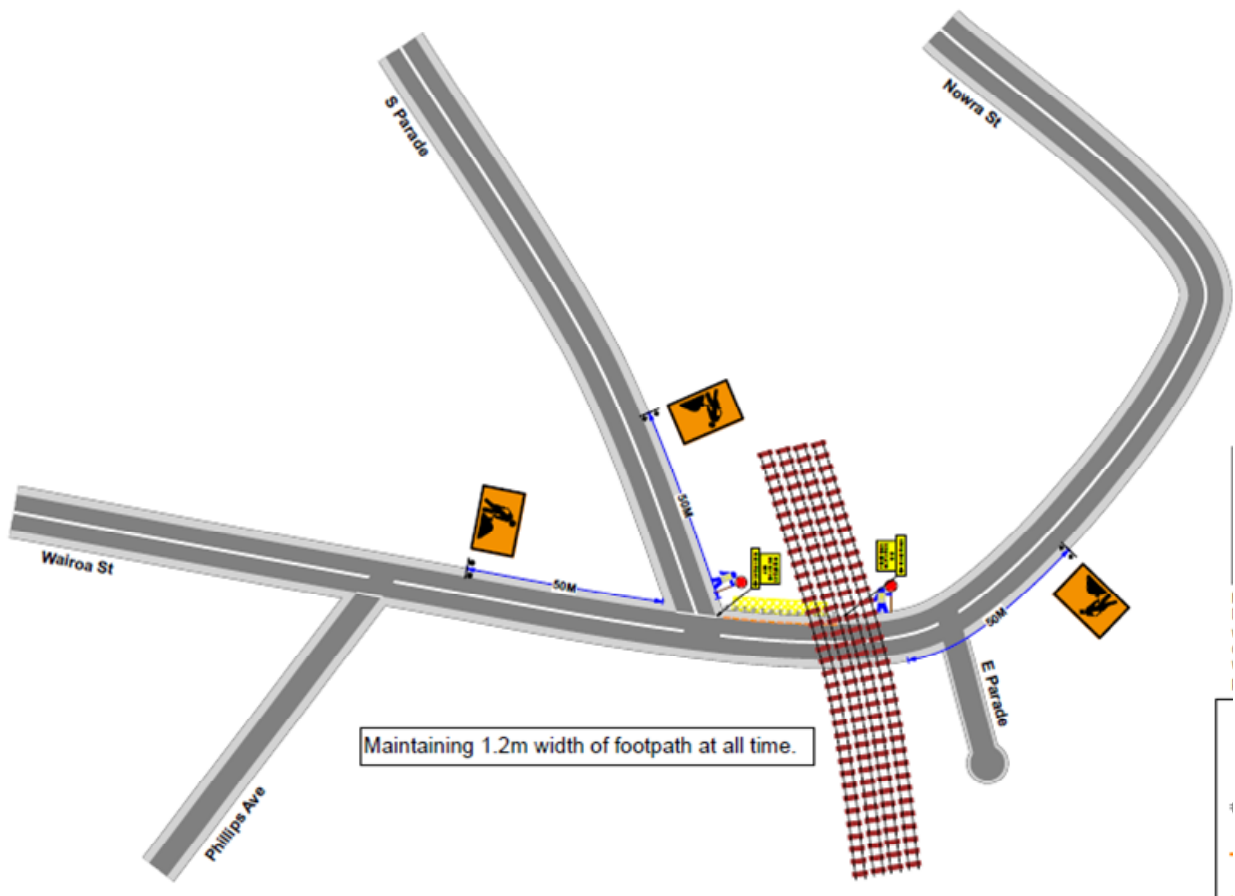 S Parade
Nowra St
50M
Wairoa St
50M
50M
E Parade
Maintaining 1.2m width of footpath at all time.
Phillips Ave